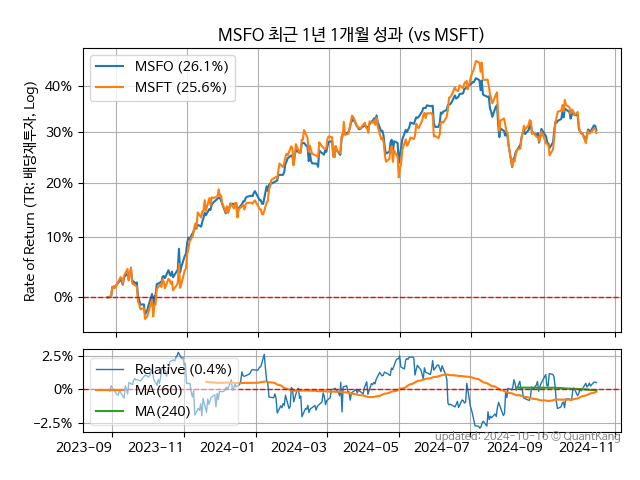 MSFO 최근 1년 1개월 성과 (vs MSFT)
Rate of Return (TR: 배당재투자, Log)
40%
30%
20%
10%
0%
MSFO (26.1%)
MSFT (25.6%)
2.5%
0%
−2.5%
Relative (0.4%)
MA(60)
MA(240)
updated: 2024-10-16 © QuantKang
2023-09
2023-11
2024-01
2024-03
2024-05
2024-07
2024-09
2024-11